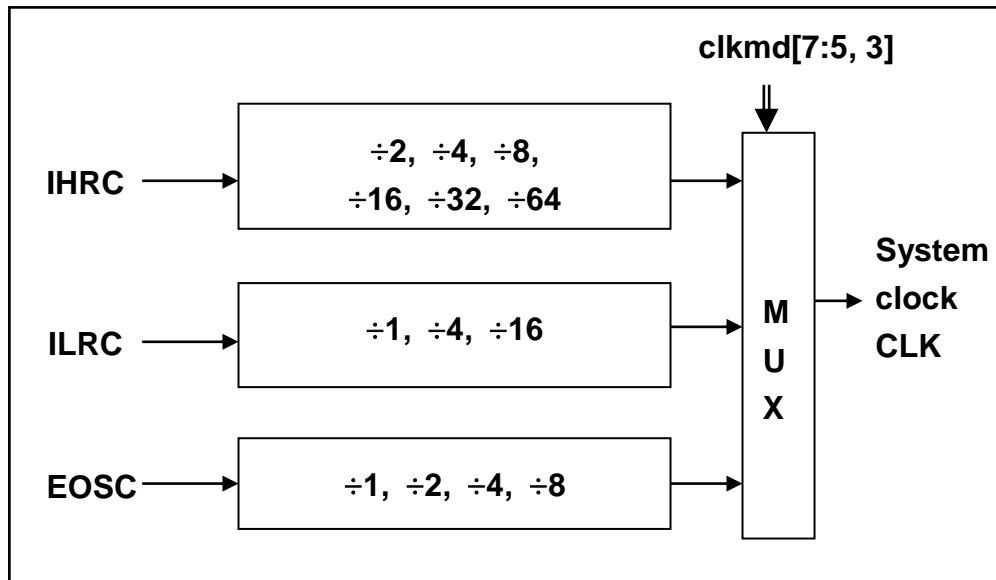 clkmd[7:5, 3]
IHRC
÷2, ÷4, ÷8,
÷16, ÷32, ÷64
ILRC
÷1, ÷4, ÷16
EOSC
÷1, ÷2, ÷4, ÷8
M
U
X
System
clock
CLK